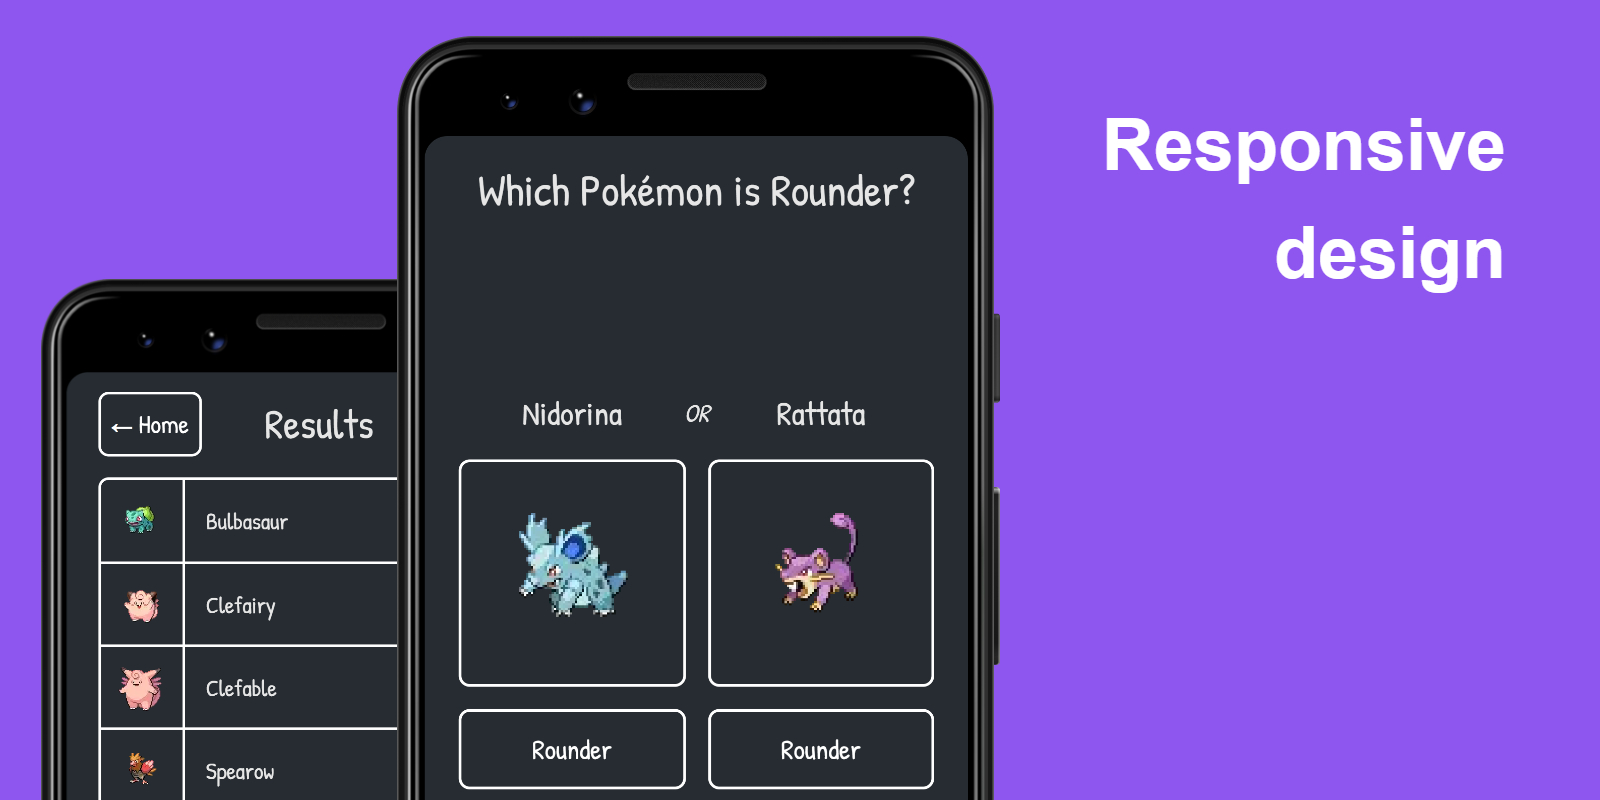 Responsive
design
Which Pokémon is Rounder?
Nidorina OR Rattata
Rounder Rounder
← Home Results
Bulbasaur
Clefairy
Clefable
Spearow